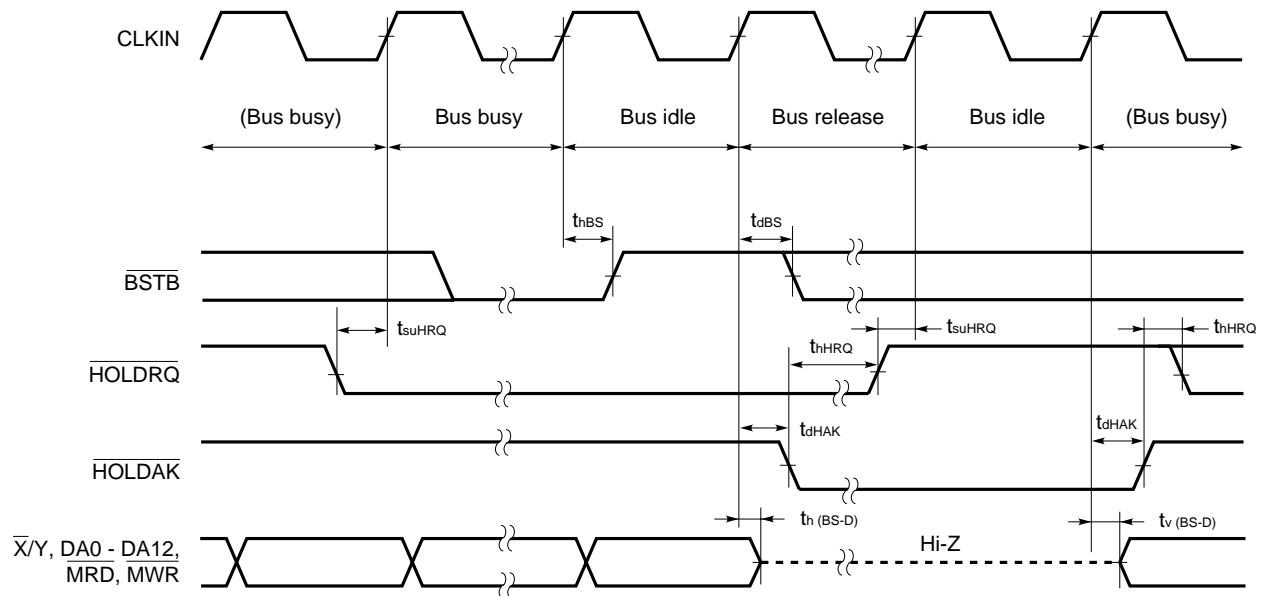 CLKIN
(Bus busy) Bus busy Bus idle Bus release Bus idle (Bus busy)
thBS tdBS
BSTB
tsuHRQ thHRQ tsuHRQ thHRQ
HOLDRQ
tdHAK tdHAK
HOLDAK
th (BS-D) tv (BS-D)
X/Y, DA0 - DA12,
MRD, MWR
Hi-Z